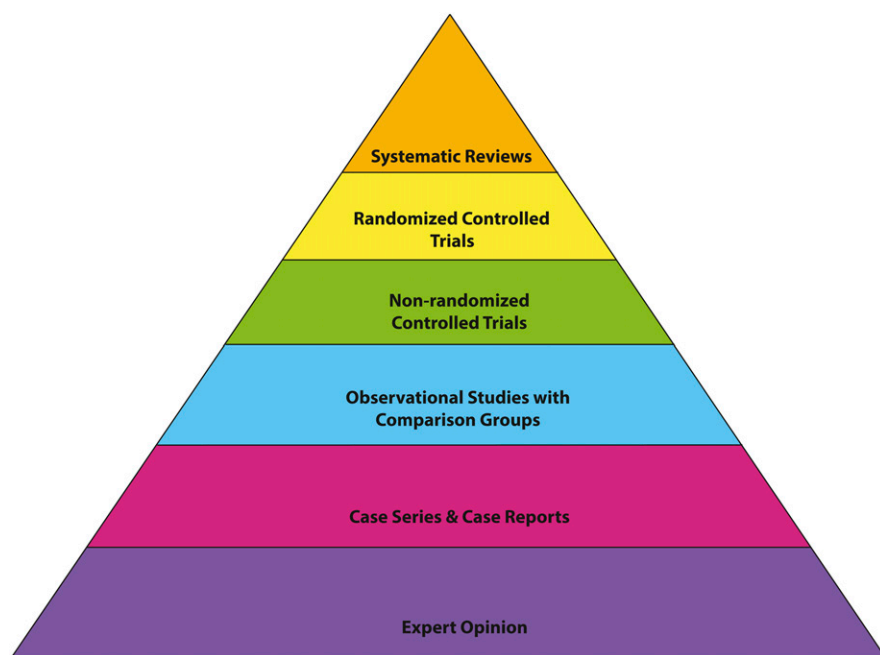 Systematic Reviews
Randomized Controlled
Trials
Non-randomized
Controlled Trials
Observational Studies with
Comparison Groups
Case Series & Case Reports
Expert Opinion